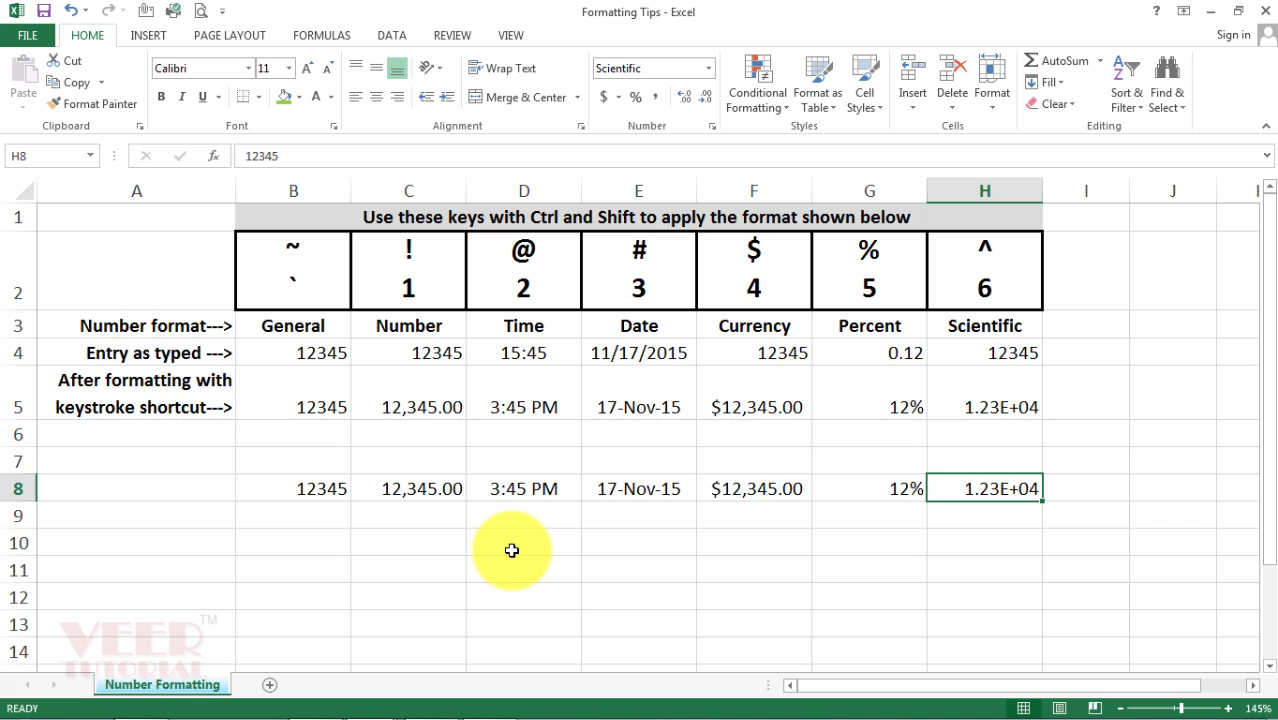 Formatting Tips - Excel
? 
FILE HOME INSERT PAGE LAYOUT FORMULAS DATA REVIEW VIEW Sign in
Paste
Cut
Copy
Format Painter
Clipboard
Calibri 11
B I U A
Font
Wrap Text
Merge & Center
Alignment
Scientific
$ % ,
Number
Conditional Formatting
Format as Table
Cell Styles
Styles
Insert Delete Format
Cells
AutoSum
Fill
Clear
Sort & Filter
Find & Select
Editing
H8 fx 12345
A B C D E F G H I J
1 Use these keys with Ctrl and Shift to apply the format shown below
~ ! @ # $ % ^
2 ` 1 2 3 4 5 6
3 Number format---> General Number Time Date Currency Percent Scientific
4 Entry as typed ---> 12345 12345 15:45 11/17/2015 12345 0.12 12345
After formatting with
5 keystroke shortcut---> 12345 12,345.00 3:45 PM 17-Nov-15 $12,345.00 12% 1.23E+04
6
7
8 12345 12,345.00 3:45 PM 17-Nov-15 $12,345.00 12% 1.23E+04
9
10
11
12
13
14
VEER TM
TUTORIAL
Number Formatting
READY 145%